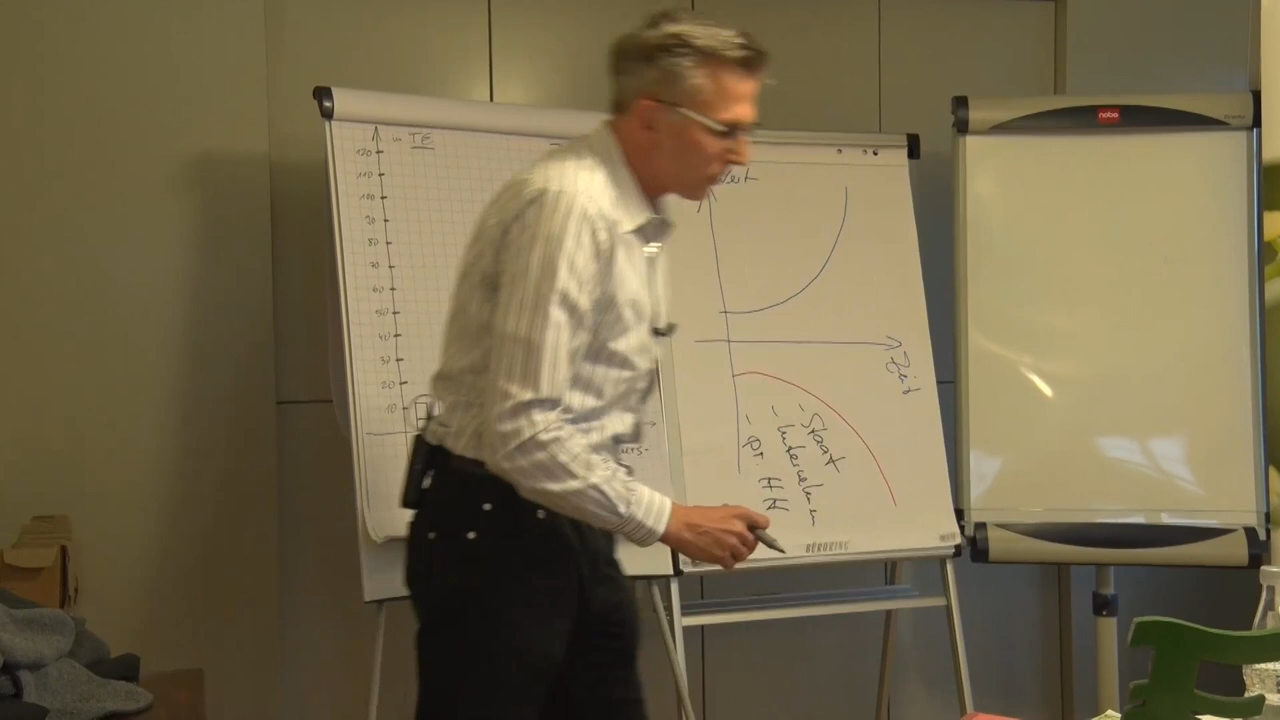 in TE
120
110
100
90
80
70
60
50
40
30
20
10
Wert
Zeit
- Staat
- Unternehmen
- pr. HH
BÜROKING
nobo